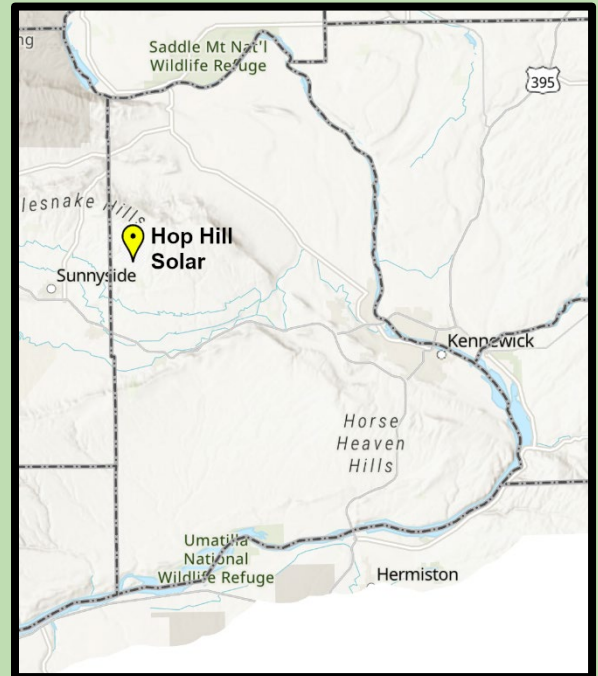 ng
Saddle Mt Nat'l
Wildlife Refuge
395
lesnake Hills
Hop Hill
Solar
Sunnyside
Kennewick
Horse
Heaven
Hills
Umatilla
National
Wildlife Refuge
Hermiston